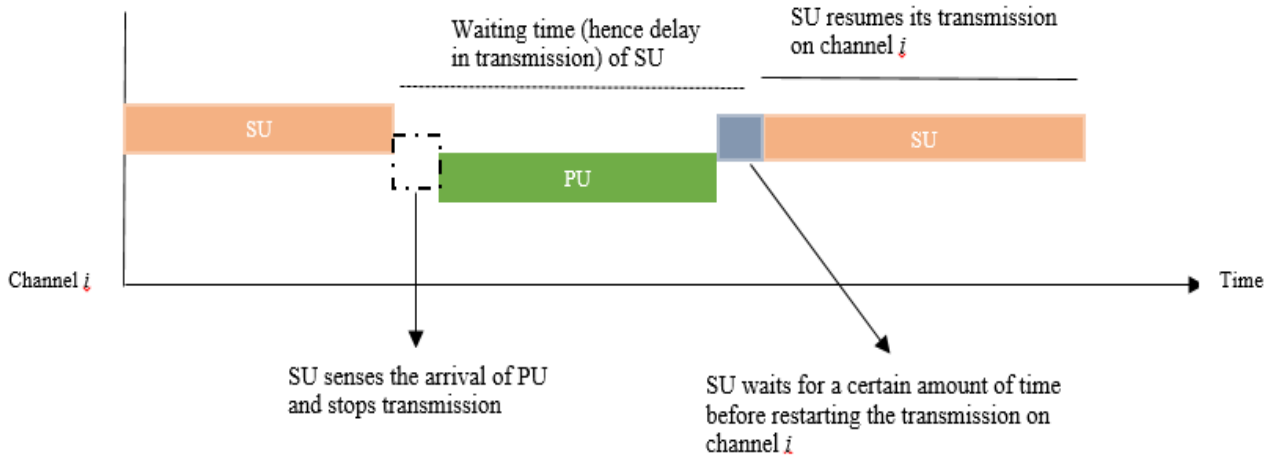 Waiting time (hence delay
in transmission) of SU
SU resumes its transmission
on channel i
SU
SU
PU
Channel i
Time
SU senses the arrival of PU
and stops transmission
SU waits for a certain amount of time
before restarting the transmission on
channel i